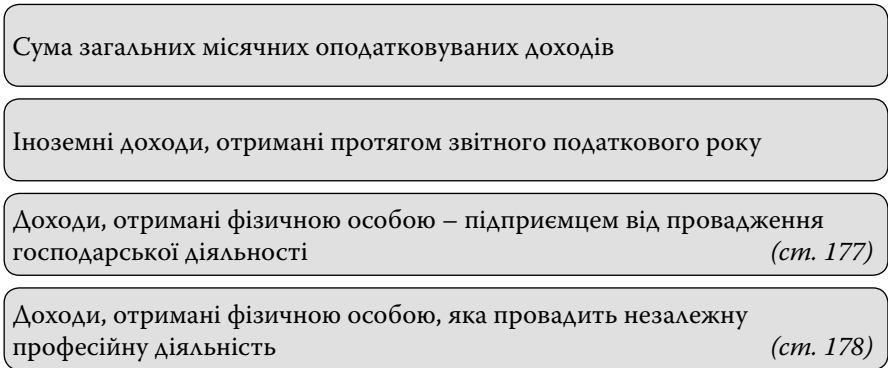 Сума загальних місячних оподатковуваних доходів
Іноземні доходи, отримані протягом звітного податкового року
Доходи, отримані фізичною особою – підприємцем від провадження
господарської діяльності (ст. 177)
Доходи, отримані фізичною особою, яка провадить незалежну
професійну діяльність (ст. 178)